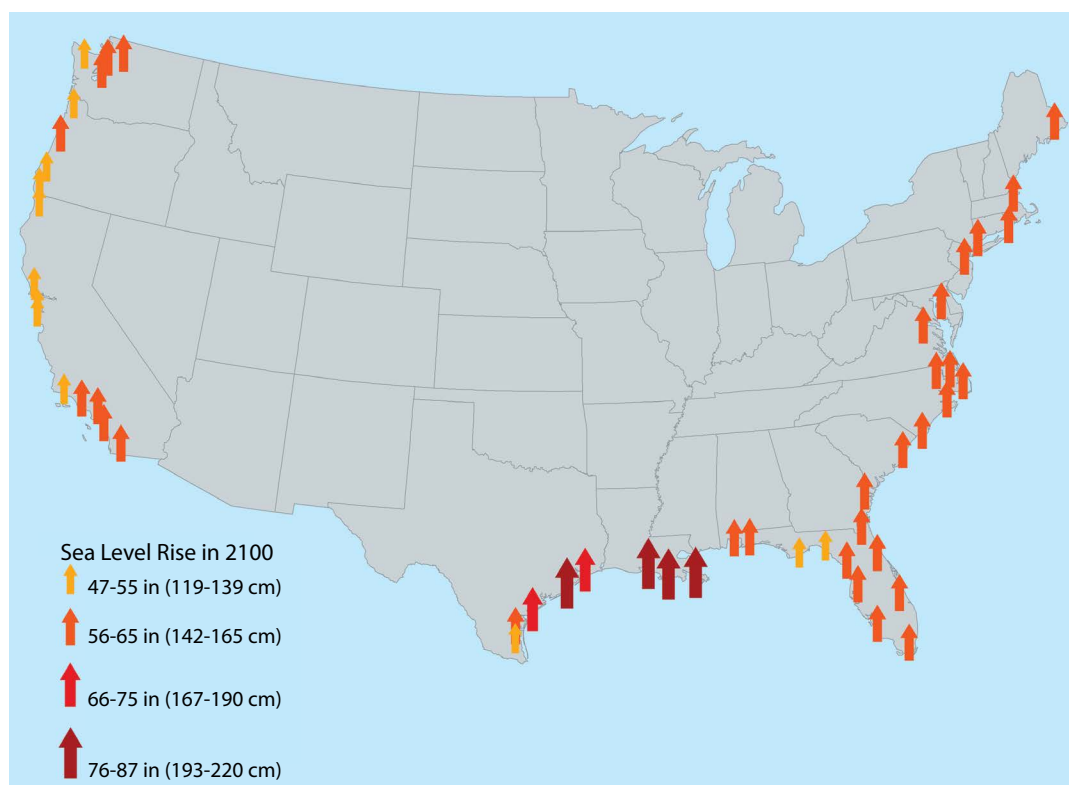 Sea Level Rise in 2100
47-55 in (119-139 cm)
56-65 in (142-165 cm)
66-75 in (167-190 cm)
76-87 in (193-220 cm)